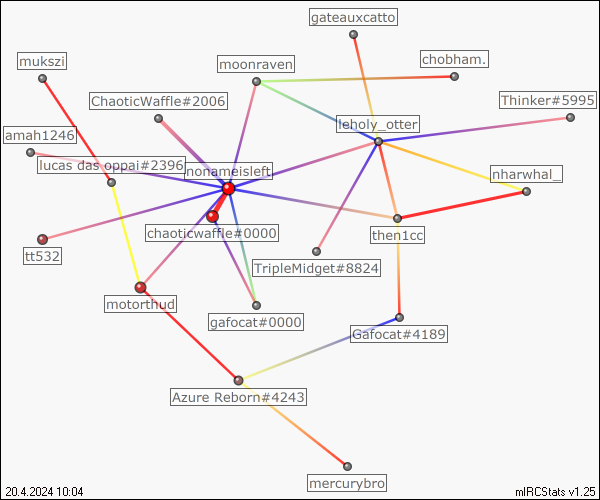 gateauxcatto
mukszi
moonraven
chobham.
ChaoticWaffle#2006
Thinker#5995
leholy_otter
amah1246
lucas das oppai#2396
nonameisleft
nharwhal_
chaoticwaffle#0000
then1cc
tt532
TripleMidget#8824
motorthud
gafocat#0000
Gafocat#4189
Azure Reborn#4243
mercurybro
20.4.2024 10:04
mIRCStats v1.25